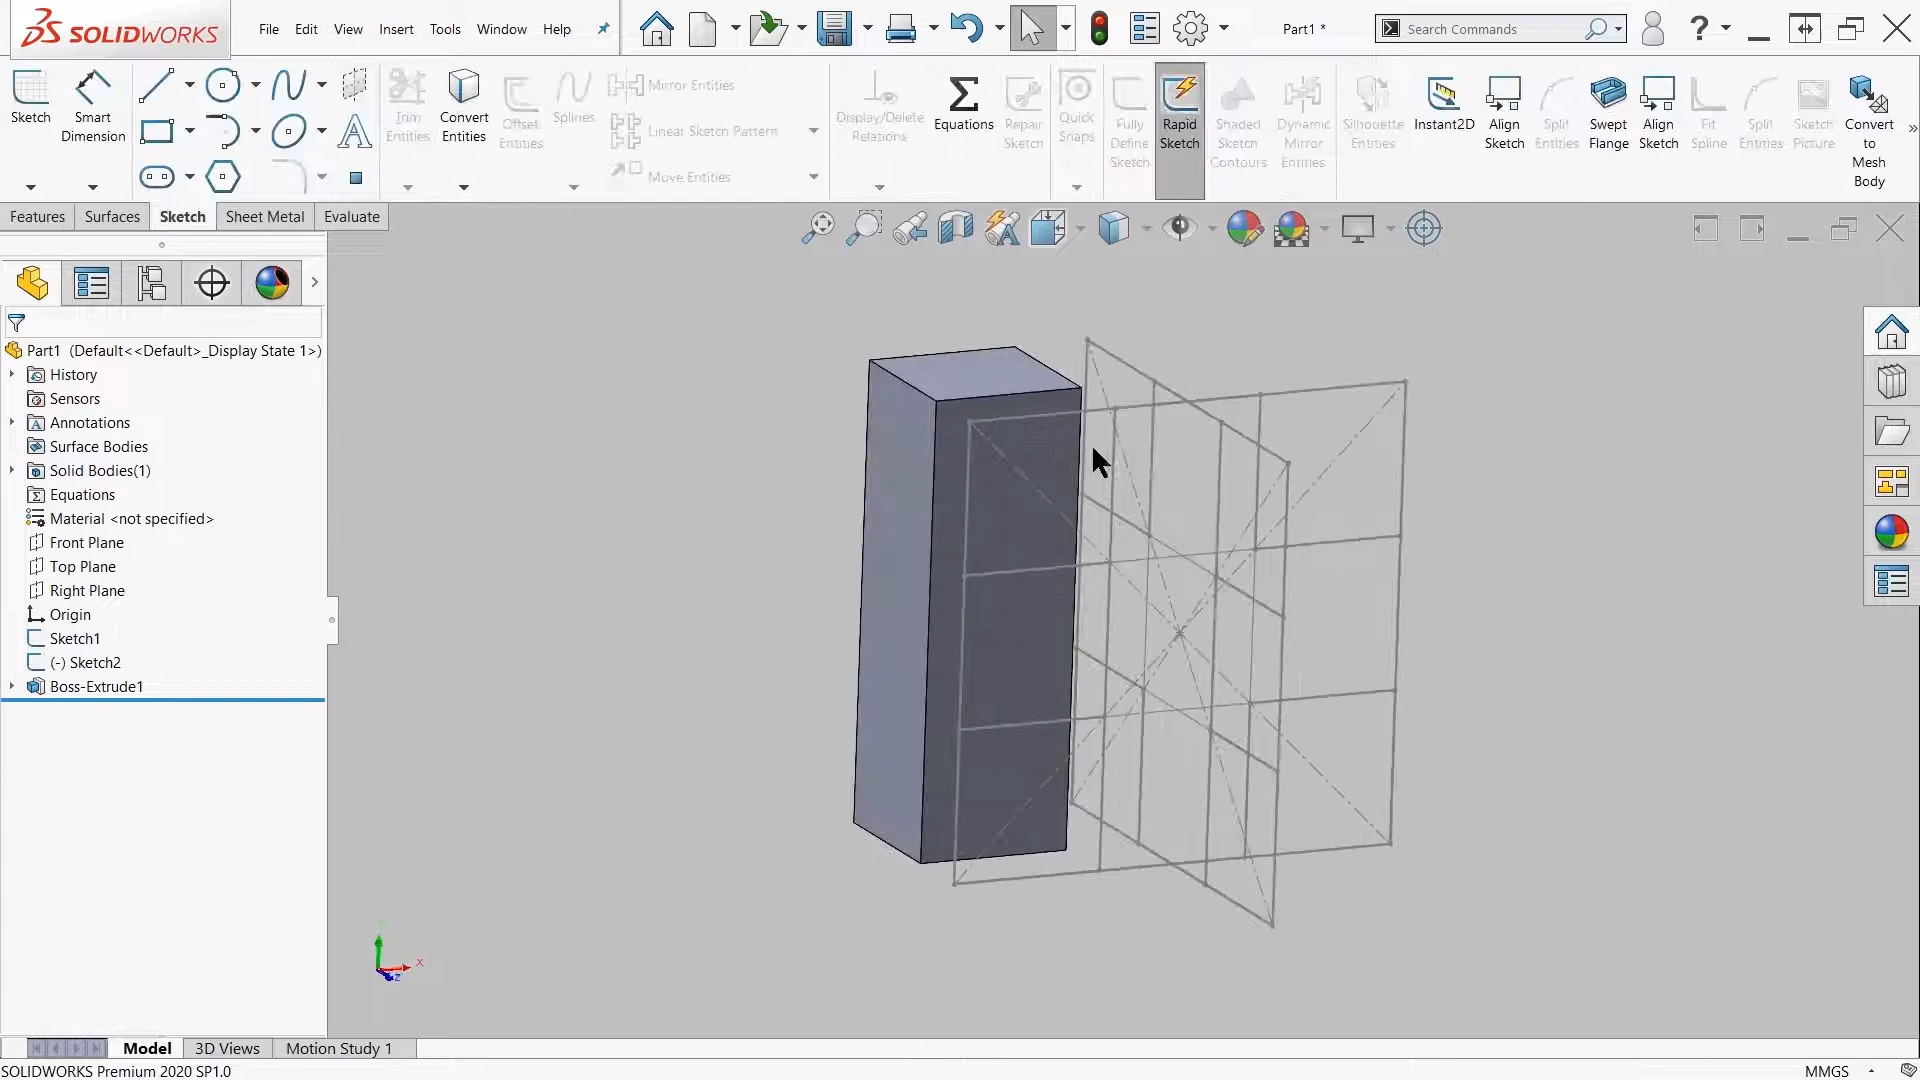 SOLIDWORKS
File Edit View Insert Tools Window Help
Part1 *
Search Commands
?
Sketch
Smart
Dimension
Trim
Entities
Convert
Entities
Offset
Entities
Splines
Mirror Entities
Linear Sketch Pattern
Move Entities
Display/Delete
Relations
Equations
Repair
Sketch
Quick
Snaps
Fully
Define
Sketch
Rapid
Sketch
Shaded
Sketch
Contours
Dynamic
Mirror
Entities
Silhouette
Entities
Instant2D
Align
Sketch
Split
Entities
Swept
Flange
Align
Sketch
Fit
Spline
Split
Entities
Sketch
Picture
Convert
to
Mesh
Body
Features Surfaces Sketch Sheet Metal Evaluate
Part1 (Default<<Default>_Display State 1>)
History
Sensors
Annotations
Surface Bodies
Solid Bodies(1)
Equations
Material <not specified>
Front Plane
Top Plane
Right Plane
Origin
Sketch1
(-) Sketch2
Boss-Extrude1
x
z
Model 3D Views Motion Study 1
SOLIDWORKS Premium 2020 SP1.0
MMGS